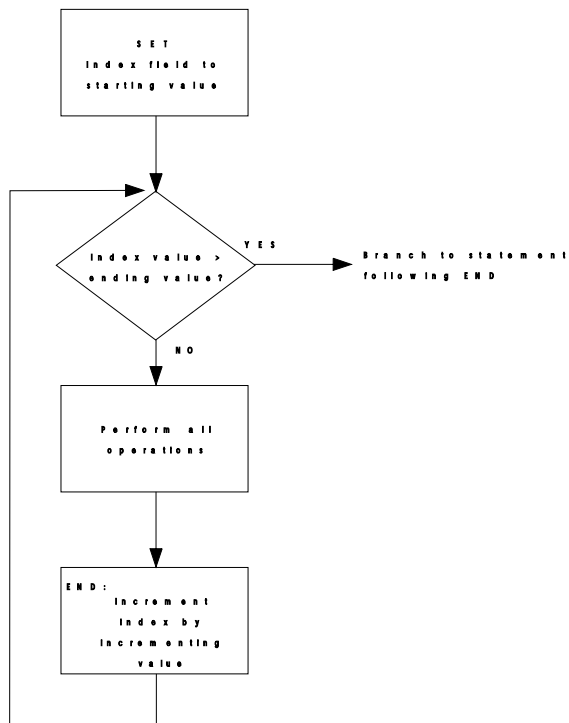 SET
index field to
starting value
index value >
ending value?
YES
Branch to statement
following END
NO
Perform all
operations
END:
increment
index by
incrementing
value